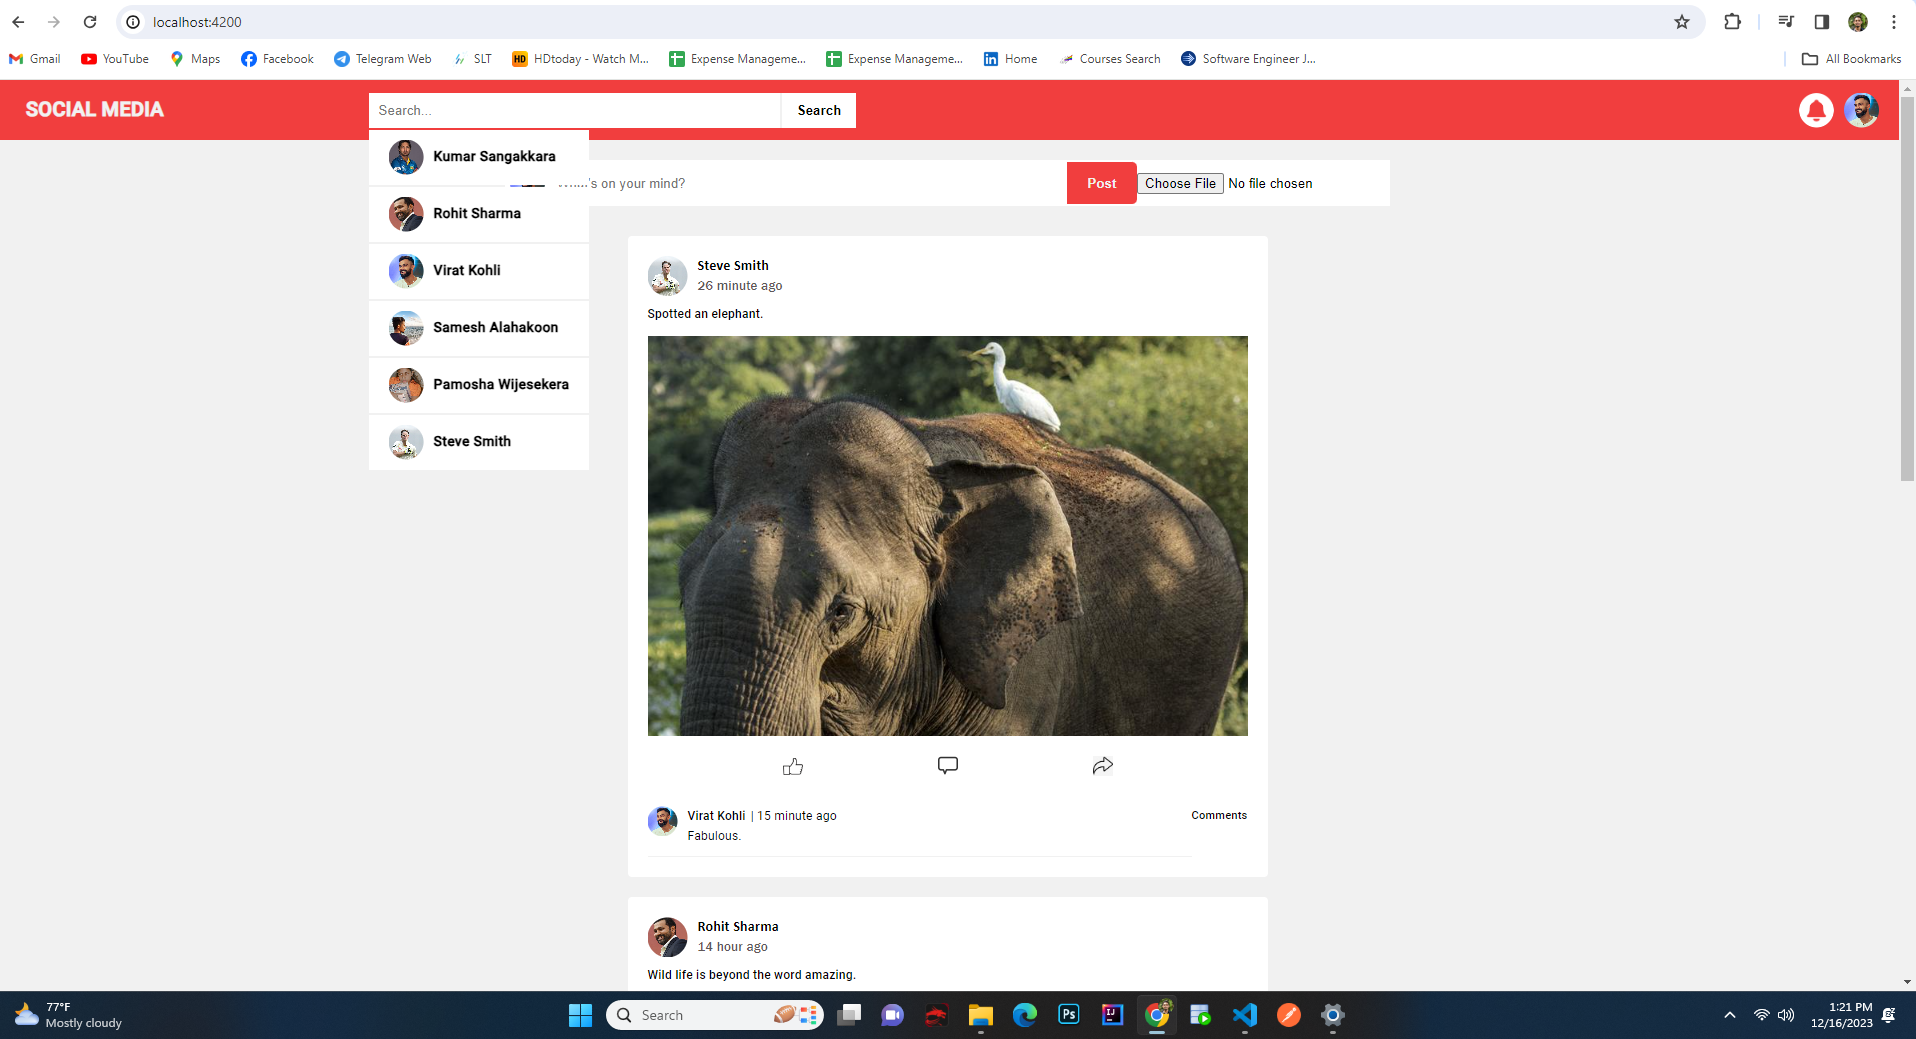 localhost:4200
Gmail
YouTube
Maps
Facebook
Telegram Web
SLT
HD
HDtoday - Watch M...
Expense Manageme...
Expense Manageme...
Home
Courses Search
Software Engineer J...
All Bookmarks
SOCIAL MEDIA
Search...
Search
Kumar Sangakkara
Rohit Sharma
Virat Kohli
Samesh Alahakoon
Pamosha Wijesekera
Steve Smith
What's on your mind?
Post
Choose File
No file chosen
Steve Smith
26 minute ago
Spotted an elephant.
Virat Kohli | 15 minute ago
Comments
Fabulous.
Rohit Sharma
14 hour ago
Wild life is beyond the word amazing.
77°F
Mostly cloudy
Search
Ps
IJ
1:21 PM
12/16/2023